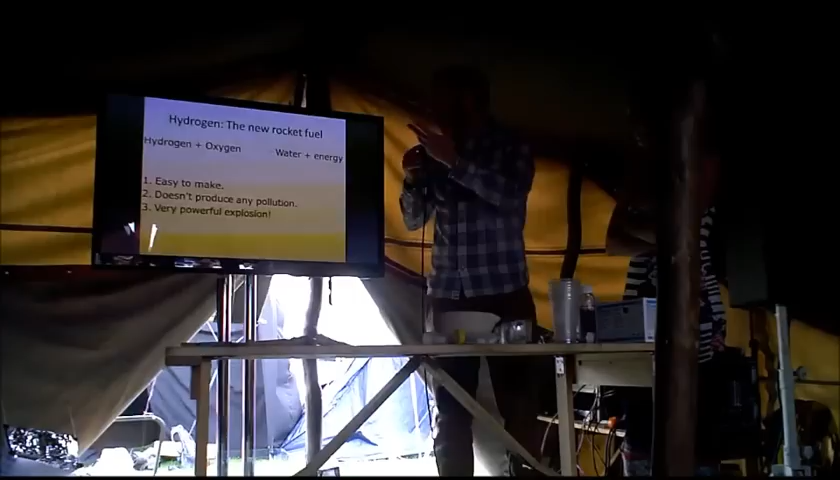 Hydrogen: The new rocket fuel
Hydrogen + Oxygen Water + energy
1. Easy to make.
2. Doesn't produce any pollution.
3. Very powerful explosion!